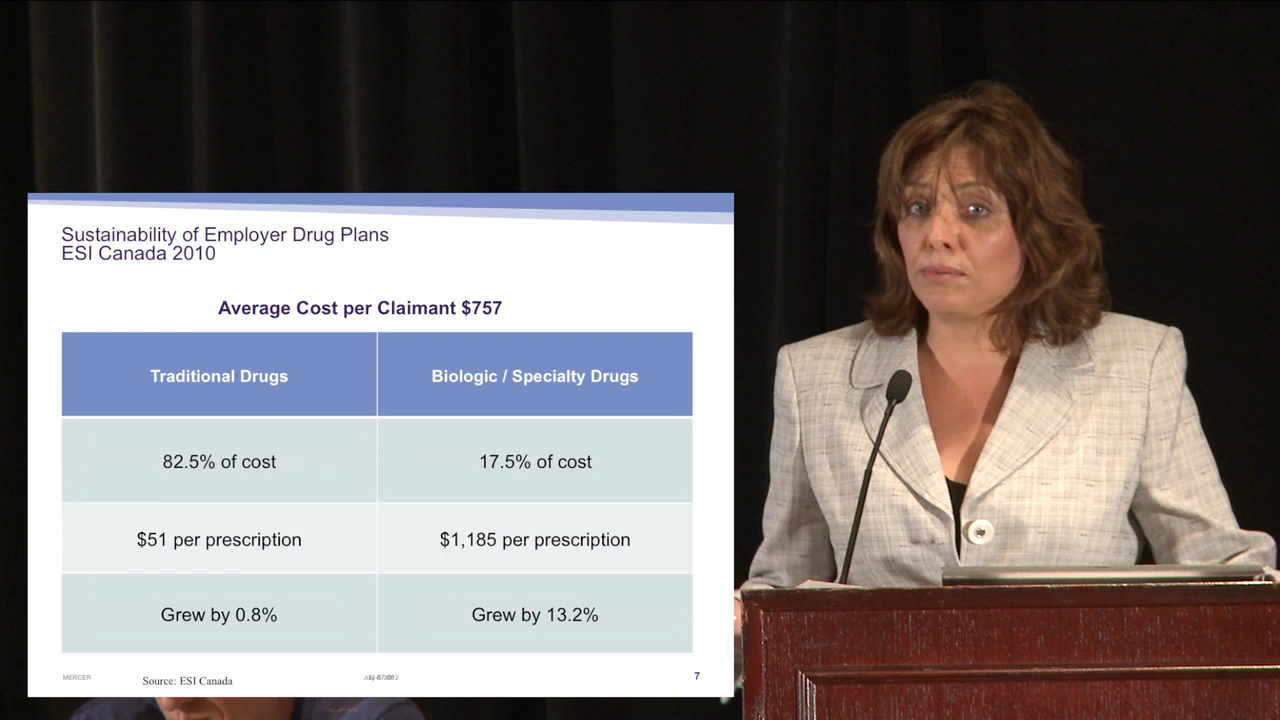 Sustainability of Employer Drug Plans
ESI Canada 2010
Average Cost per Claimant $757
Traditional Drugs
Biologic / Specialty Drugs
82.5% of cost
17.5% of cost
$51 per prescription
$1,185 per prescription
Grew by 0.8%
Grew by 13.2%
MERCER
Source: ESI Canada
7